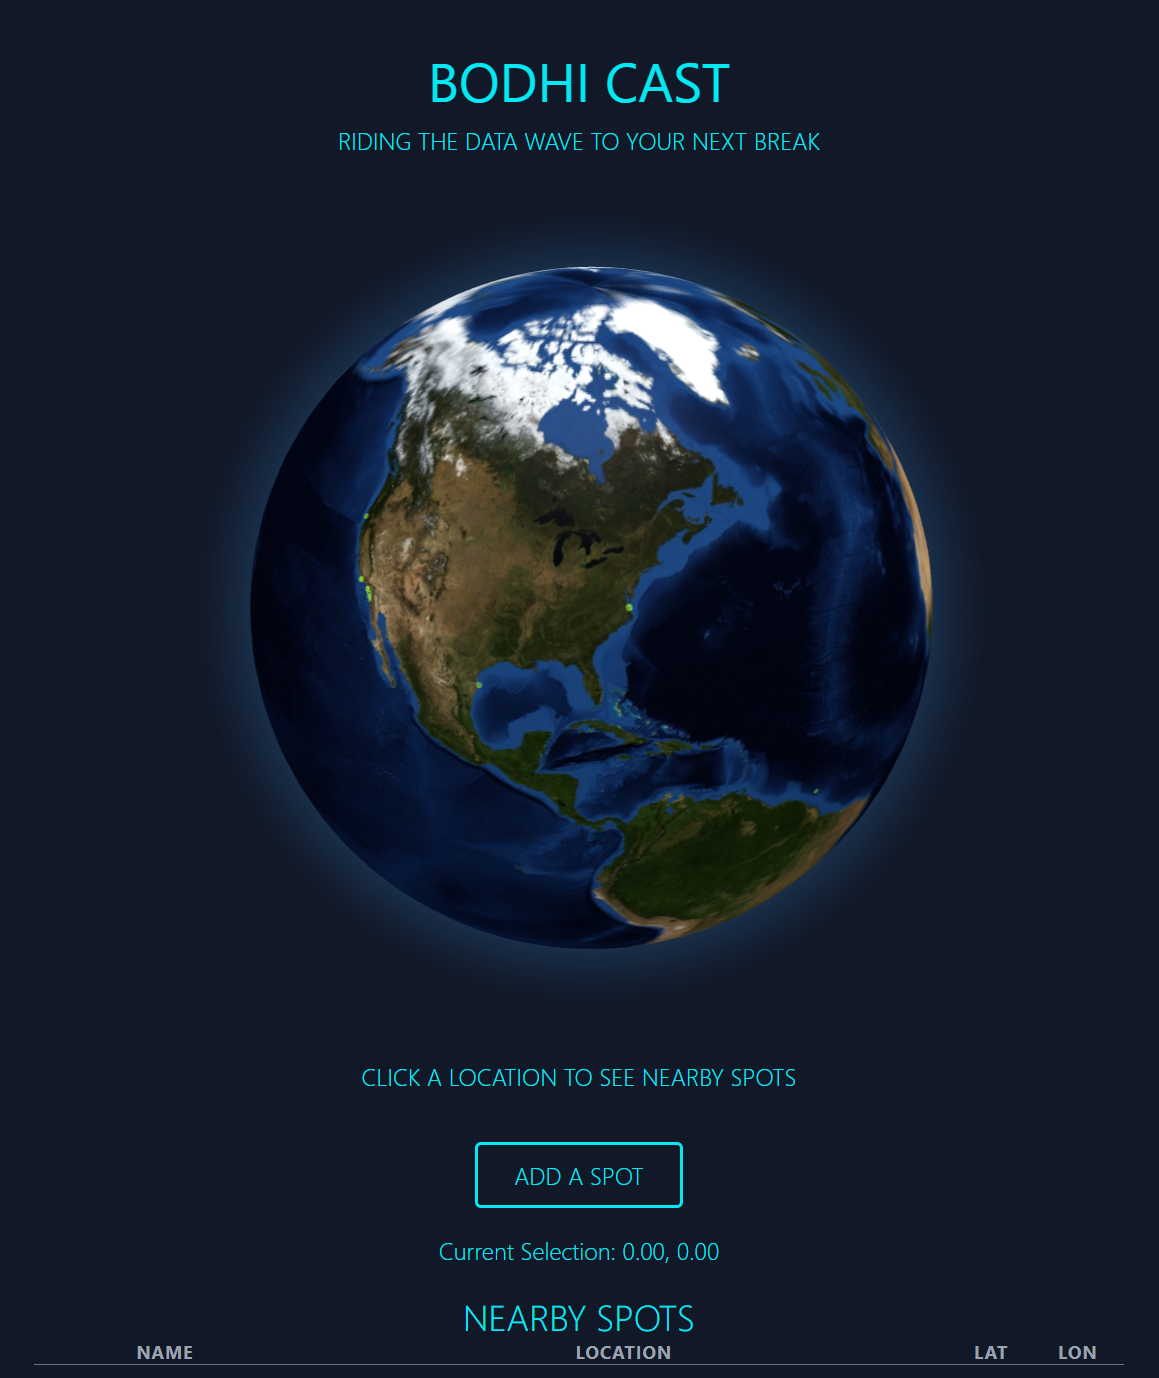 BODHI CAST
RIDING THE DATA WAVE TO YOUR NEXT BREAK
CLICK A LOCATION TO SEE NEARBY SPOTS
ADD A SPOT
Current Selection: 0.00, 0.00
NEARBY SPOTS
NAME LOCATION LAT LON